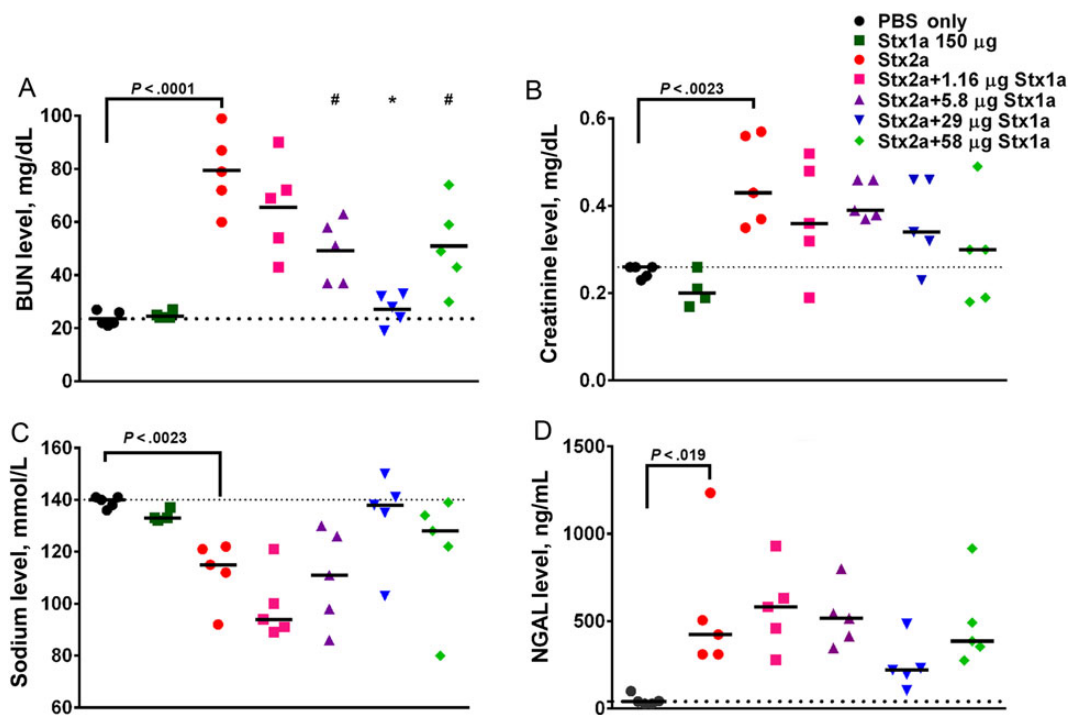 PBS only
Stx1a 150 μg
Stx2a
Stx2a+1.16 μg Stx1a
Stx2a+5.8 μg Stx1a
Stx2a+29 μg Stx1a
Stx2a+58 μg Stx1a
A
P < .0001
# * #
BUN level, mg/dL
100
80
60
40
20
0
B
P < .0023
Creatinine level, mg/dL
0.6
0.4
0.2
0.0
C
P < .0023
Sodium level, mmol/L
160
140
120
100
80
60
D
P < .019
NGAL level, ng/mL
1500
1000
500
0